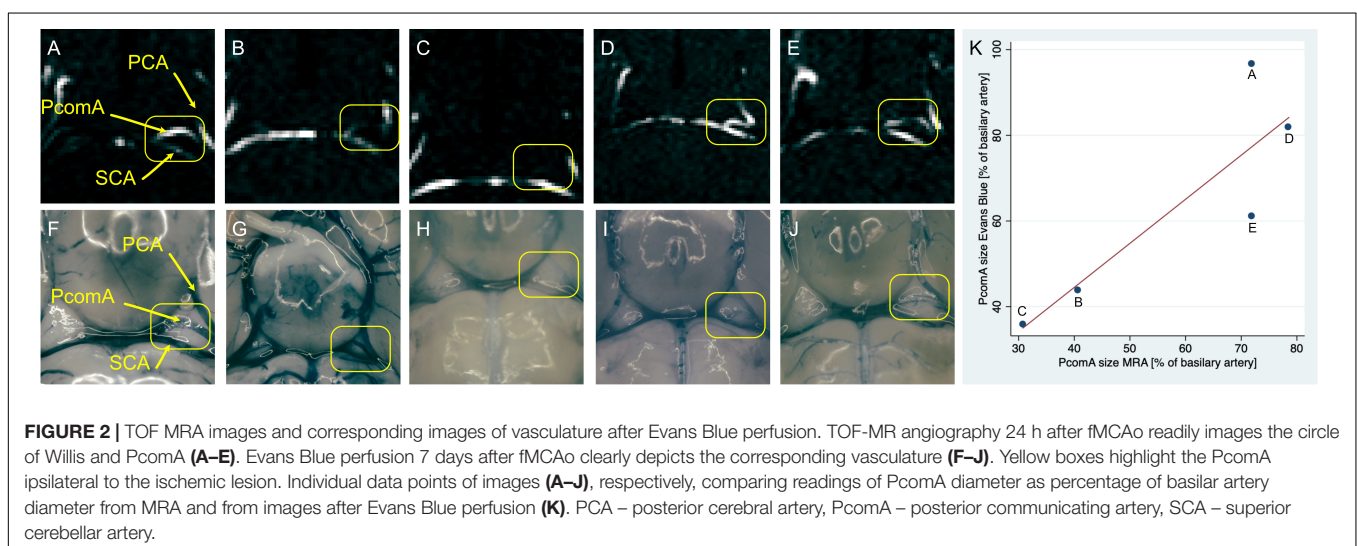 A
PCA
PcomA
SCA
B
C
D
E
F
PCA
PcomA
SCA
G
H
I
J
K
PcomA size Evans Blue [% of basilary artery]
100
80
60
40
A
D
E
B
C
30 40 50 60 70 80
PcomA size MRA [% of basilary artery]
FIGURE 2 | TOF MRA images and corresponding images of vasculature after Evans Blue perfusion. TOF-MR angiography 24 h after fMCAo readily images the circle
of Willis and PcomA (A–E). Evans Blue perfusion 7 days after fMCAo clearly depicts the corresponding vasculature (F–J). Yellow boxes highlight the PcomA
ipsilateral to the ischemic lesion. Individual data points of images (A–J), respectively, comparing readings of PcomA diameter as percentage of basilar artery
diameter from MRA and from images after Evans Blue perfusion (K). PCA – posterior cerebral artery, PcomA – posterior communicating artery, SCA – superior
cerebellar artery.